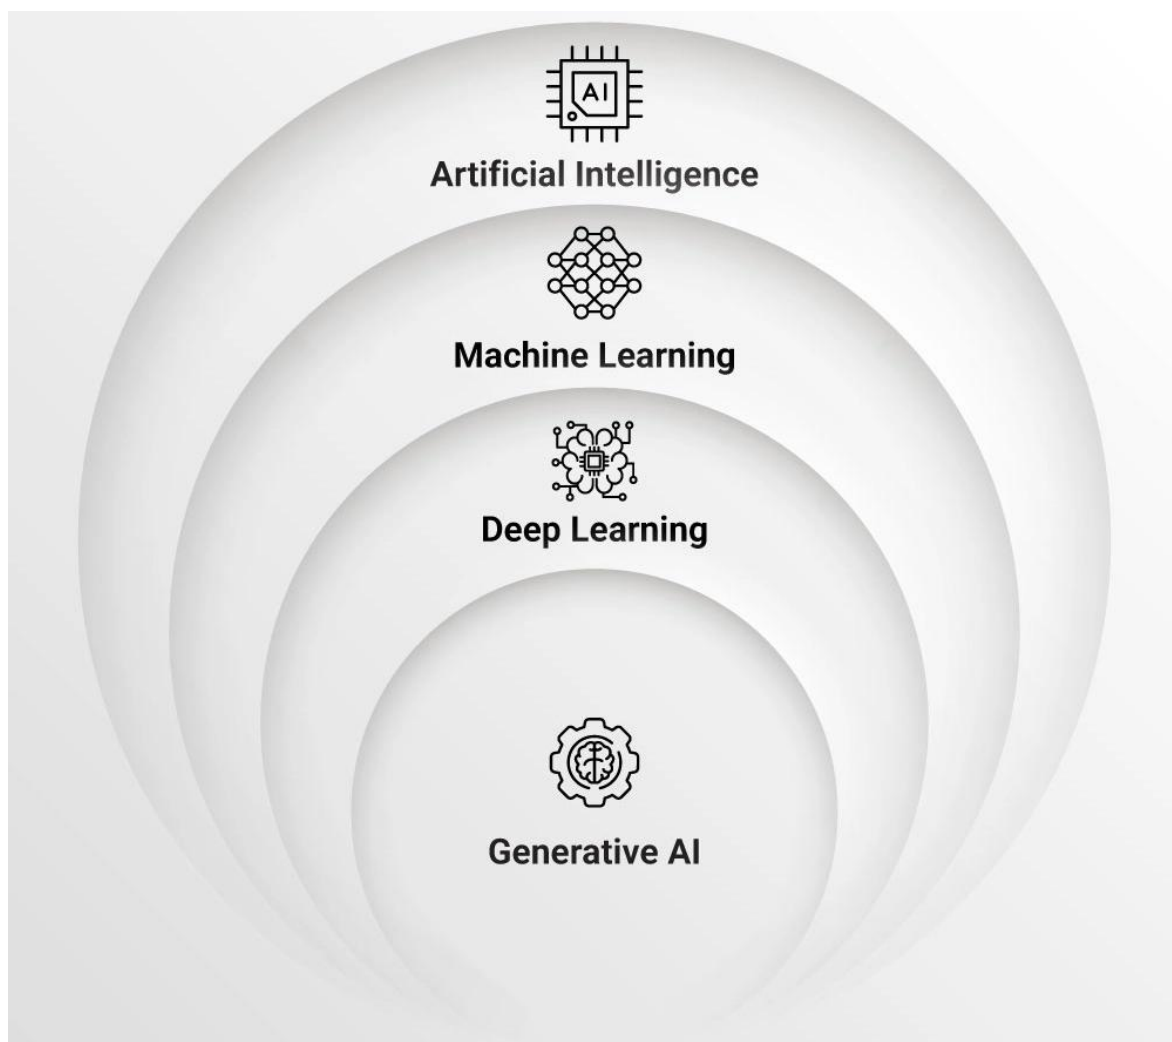 AI
Artificial Intelligence
Machine Learning
Deep Learning
Generative AI